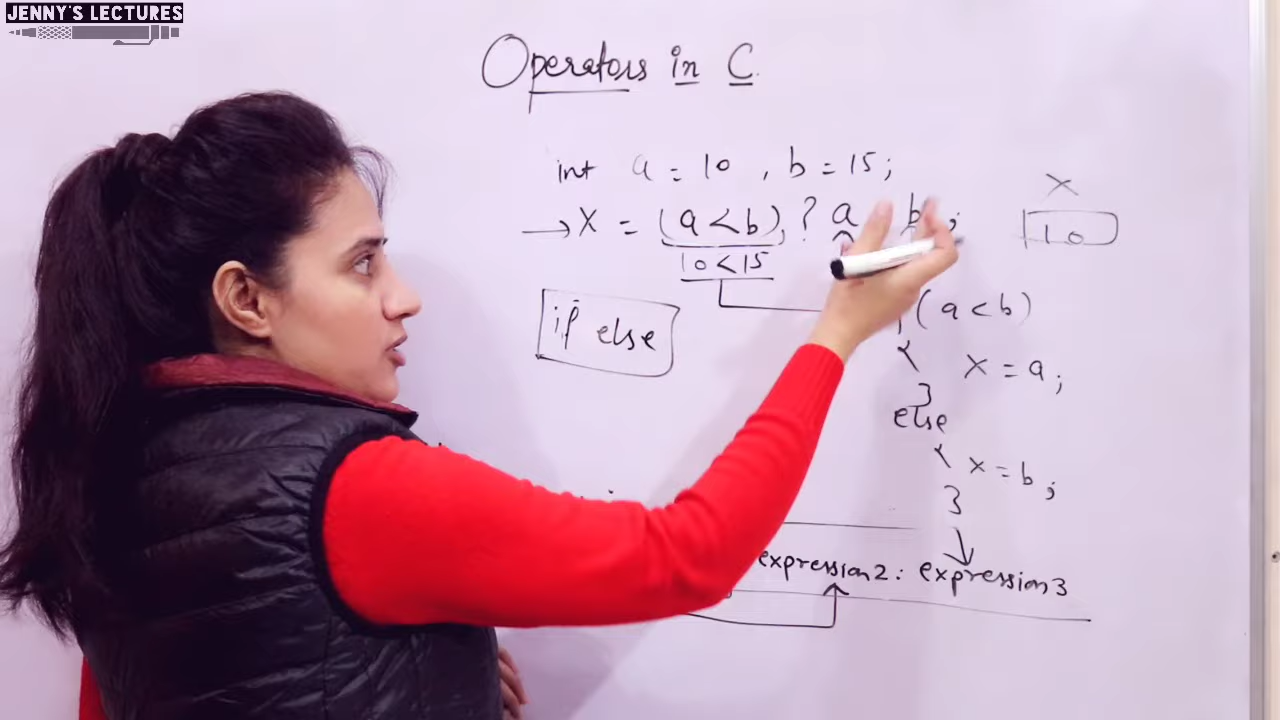 JENNY'S LECTURES
Operators in C
int a = 10 , b = 15;
x
→ x = (a < b) ? a b ;
10
10 < 15
if else
(a < b)
{ x = a ;
}
else
{ x = b ;
}
expression2 : expression3